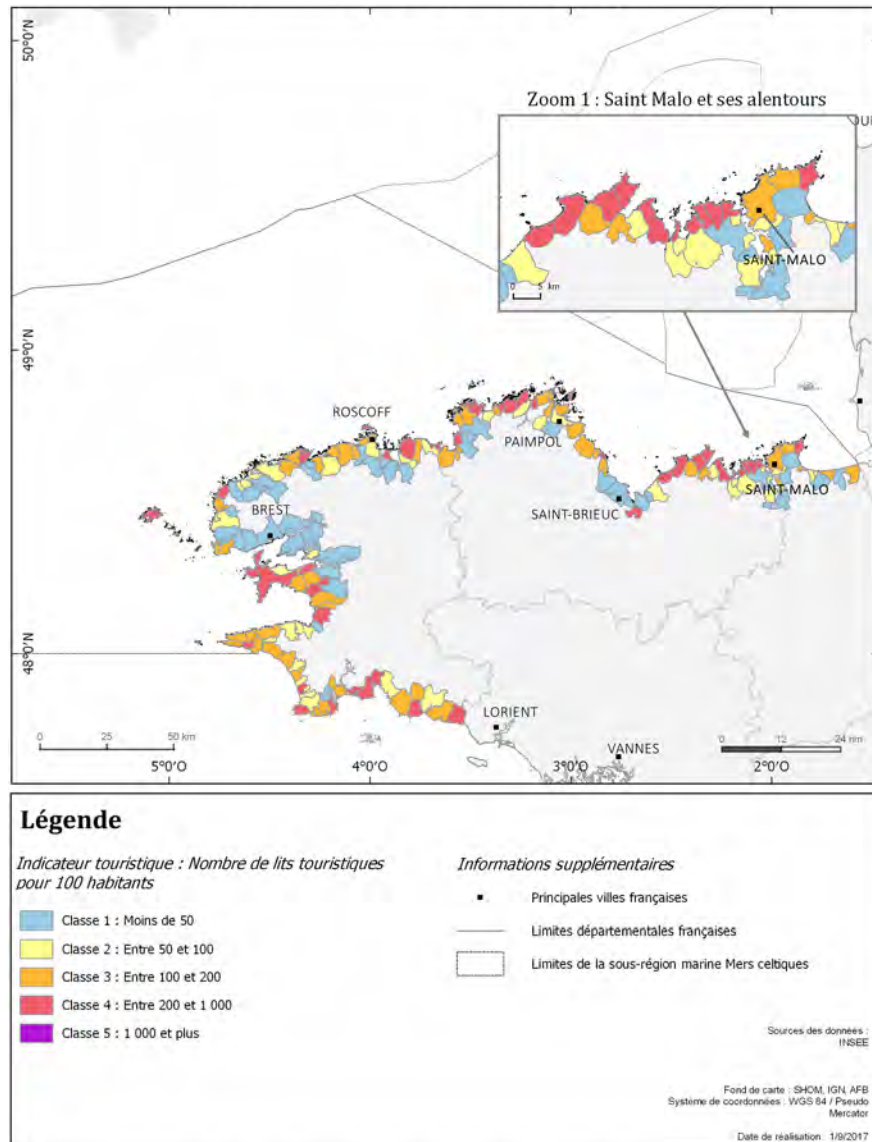 50°0'N
Zoom 1 : Saint Malo et ses alentours
SAINT-MALO
0 5 km
49°0'N
ROSCOFF
PAIMPOL
SAINT-MALO
SAINT-BRIEUC
BREST
48°0'N
LORIENT
VANNES
0 25 50 km
0 12 24 nm
5°0'O
4°0'O
3°0'O
2°0'O
Légende
Indicateur touristique : Nombre de lits touristiques
pour 100 habitants
Classe 1 : Moins de 50
Classe 2 : Entre 50 et 100
Classe 3 : Entre 100 et 200
Classe 4 : Entre 200 et 1 000
Classe 5 : 1 000 et plus
Informations supplémentaires
Principales villes françaises
Limites départementales françaises
Limites de la sous-région marine Mers celtiques
Sources des données :
INSEE
Fond de carte : SHOM, IGN, AFB
Système de coordonnées : WGS 84 / Pseudo
Mercator
Date de réalisation : 1/9/2017